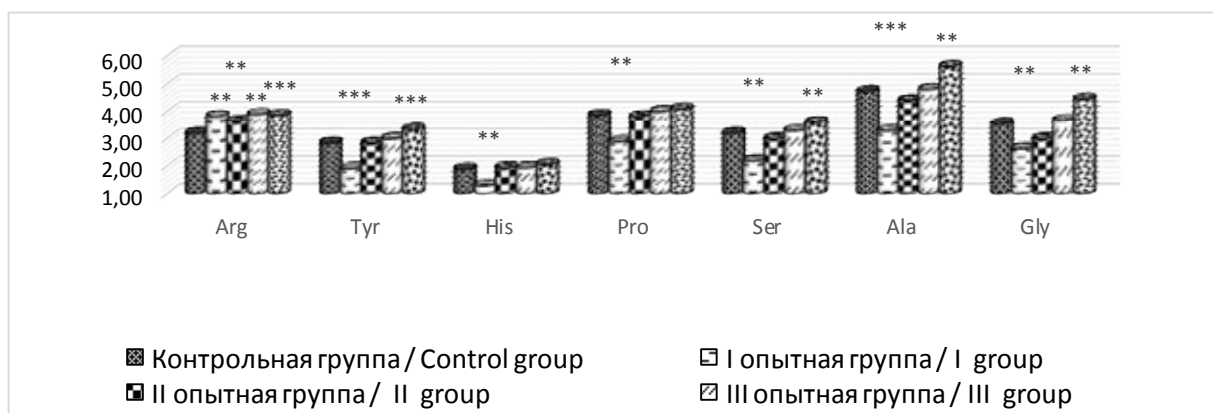 *** **
**
** *** ** ** *** *** ** ** ** **
**
6,00
5,00
4,00
3,00
2,00
1,00
Arg Tyr His Pro Ser Ala Gly
Контрольная группа / Control group I опытная группа / I group
II опытная группа / II group III опытная группа / III group